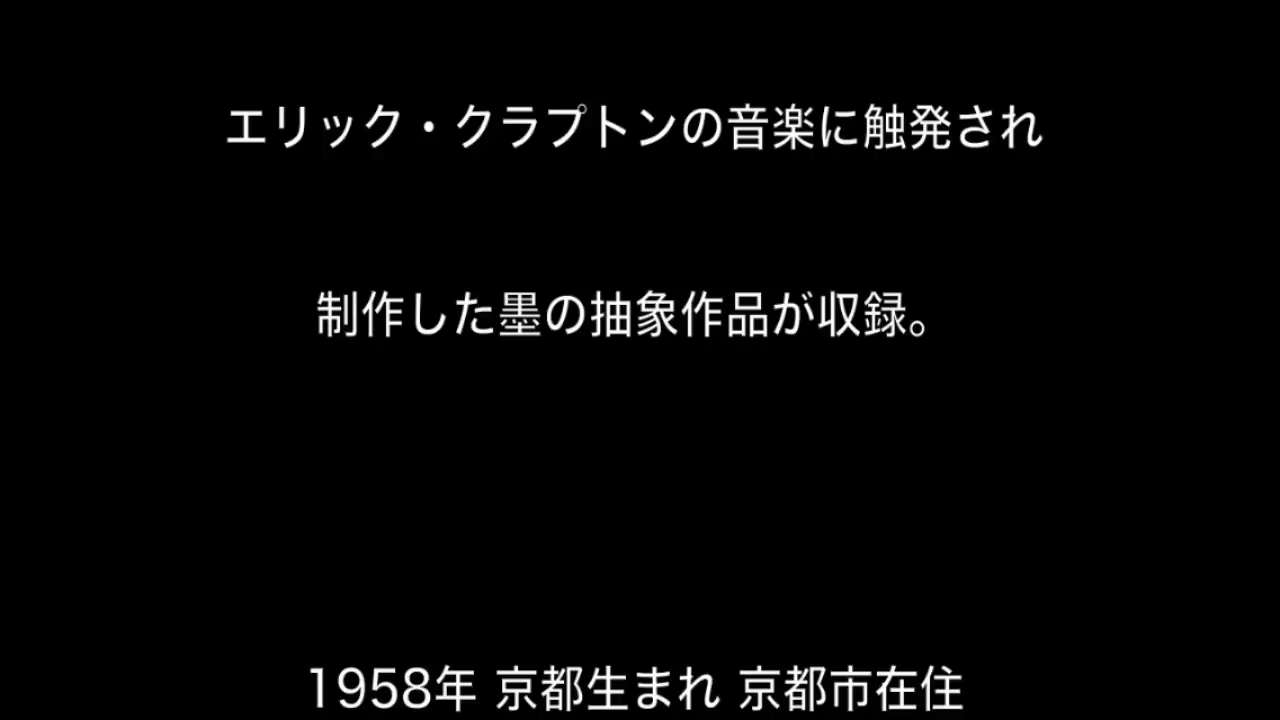 エリック・クラプトンの音楽に触発され
制作した墨の抽象作品が収録。
1958年 京都生まれ 京都市在住